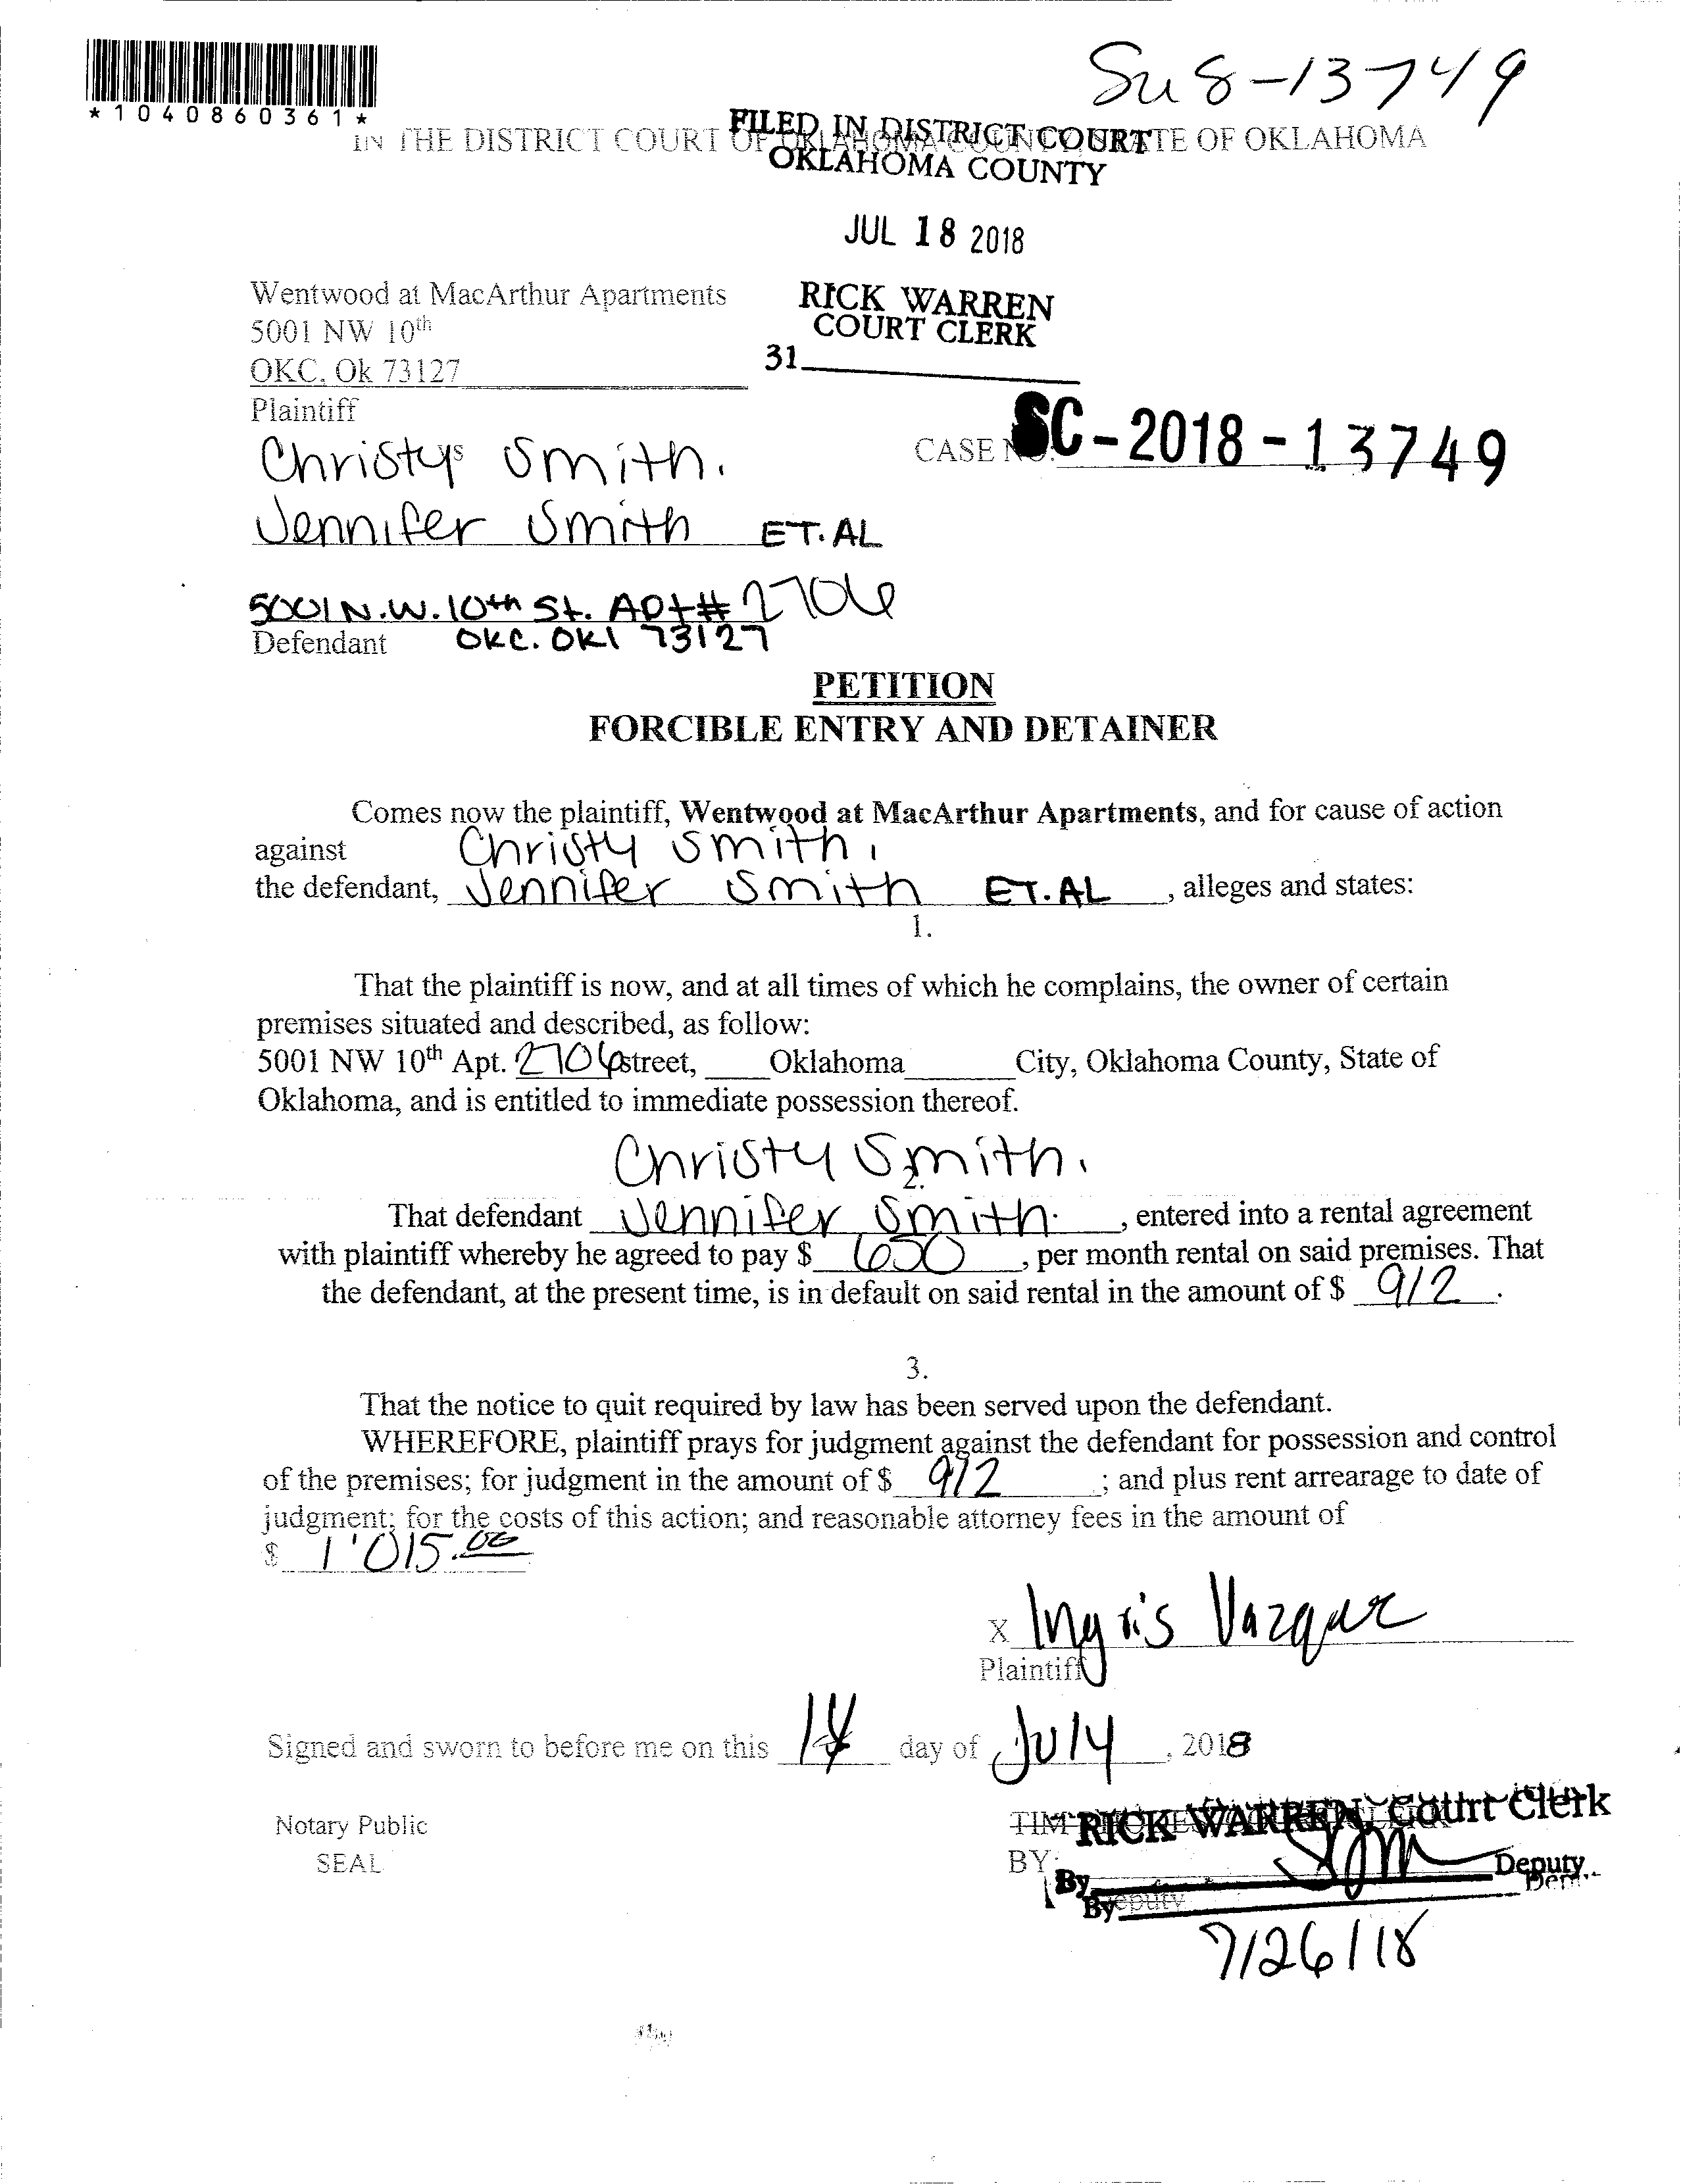 Su 8-13749
*1040860361*
IN THE DISTRICT COURT OF OKLAHOMA COUNTY STATE OF OKLAHOMA
FILED IN DISTRICT COURT
OKLAHOMA COUNTY
JUL 18 2018
Wentwood at MacArthur Apartments
5001 NW 10th
OKC, Ok 73127
Plaintiff
RICK WARREN
COURT CLERK
31
CASE NO. SC-2018-13749
Christy Smith.
Jennifer Smith ET.AL
5001 N.W. 10th St. Apt# 2706
Defendant OKC. OKl 73127
PETITION
FORCIBLE ENTRY AND DETAINER
Comes now the plaintiff, Wentwood at MacArthur Apartments, and for cause of action
against Christy Smith,
the defendant, Jennifer Smith ET.AL, alleges and states:
1.
That the plaintiff is now, and at all times of which he complains, the owner of certain
premises situated and described, as follow:
5001 NW 10th Apt. 2706 street, Oklahoma City, Oklahoma County, State of
Oklahoma, and is entitled to immediate possession thereof.
Christy Smith,
2.
That defendant Jennifer Smith, entered into a rental agreement
with plaintiff whereby he agreed to pay $ 650, per month rental on said premises. That
the defendant, at the present time, is in default on said rental in the amount of $ 912.
3.
That the notice to quit required by law has been served upon the defendant.
WHEREFORE, plaintiff prays for judgment against the defendant for possession and control
of the premises; for judgment in the amount of $ 912; and plus rent arrearage to date of
judgment; for the costs of this action; and reasonable attorney fees in the amount of
$ 1'015.00
X Ingris Vazquez
Plaintiff
Signed and sworn to before me on this day of July, 2018
Notary Public
SEAL
TIM
RICK WARREN, Court Clerk
BY:
By Deputy
By Deputy
7/26/18